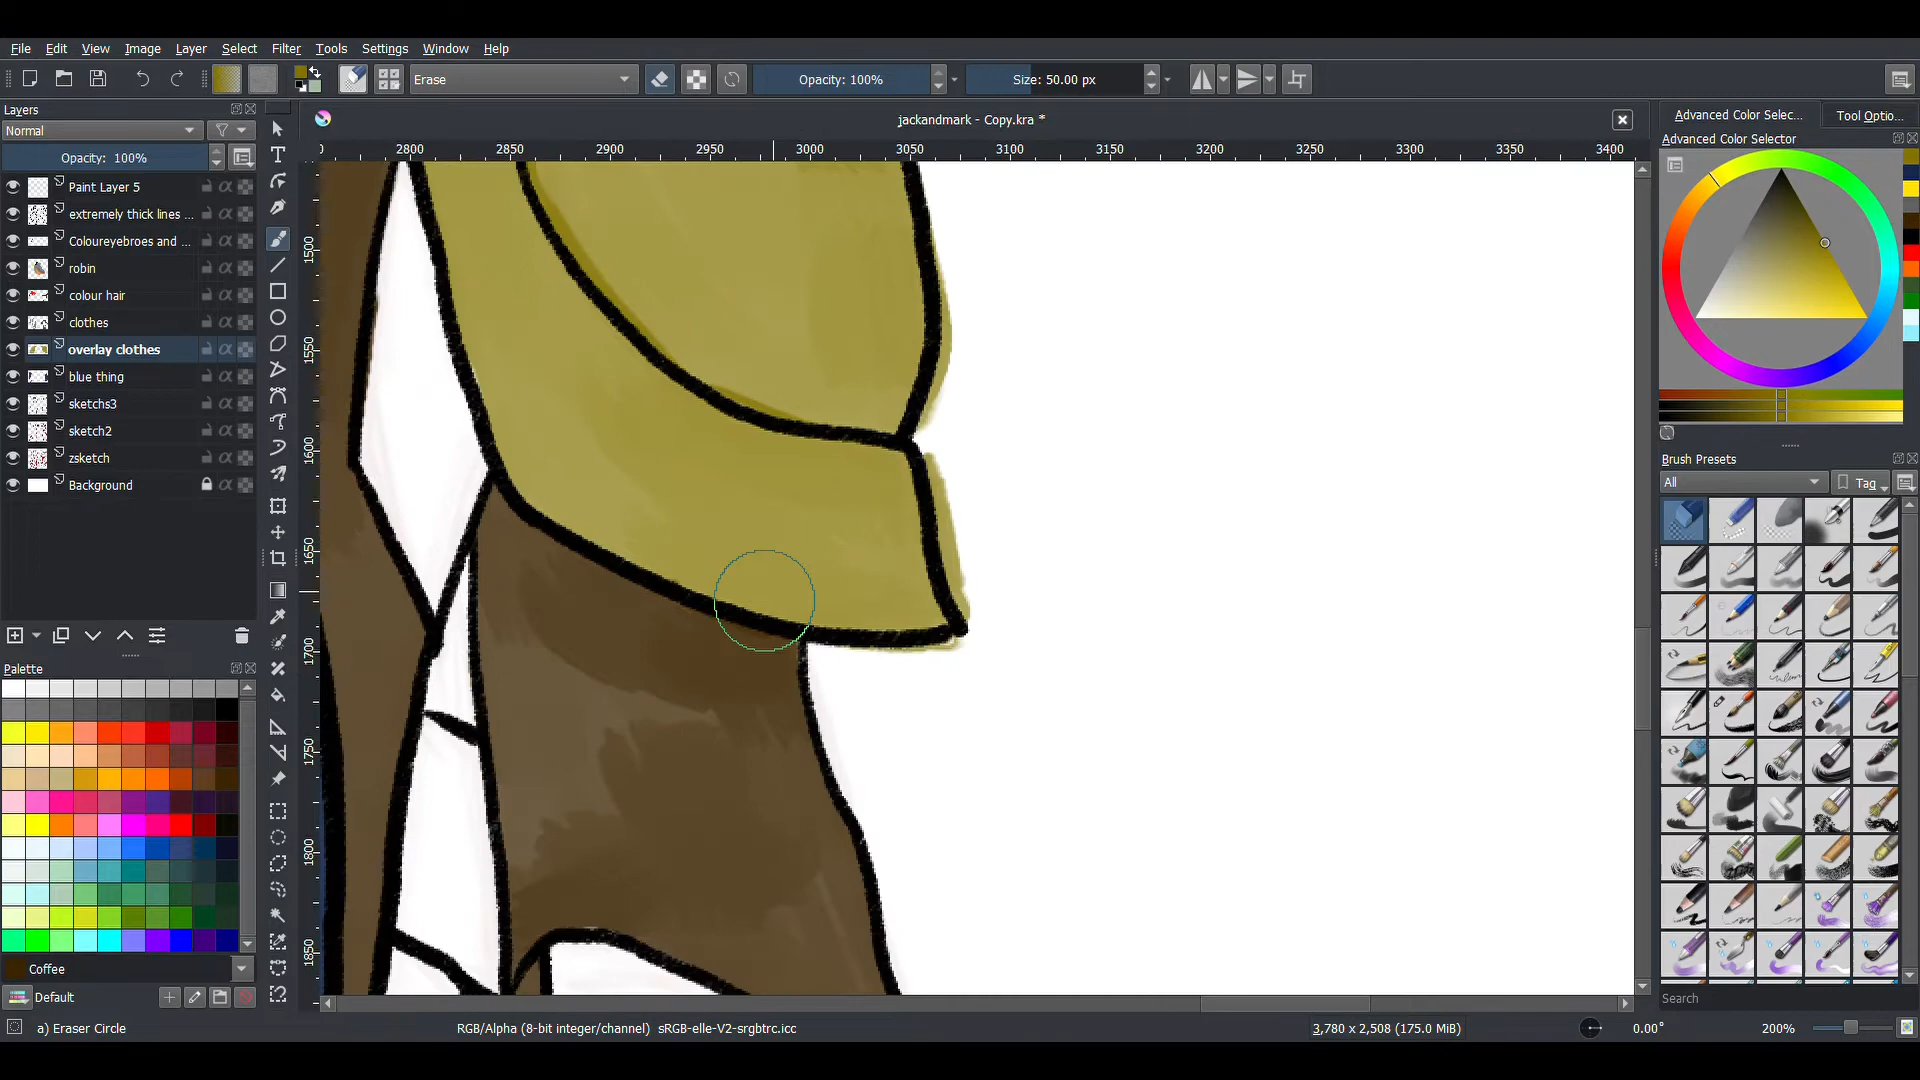 File Edit View Image Layer Select Filter Tools Settings Window Help
Erase Opacity: 100% Size: 50.00 px
Layers
Normal
Opacity: 100%
Paint Layer 5
extremely thick lines ...
Coloureyebroes and ...
robin
colour hair
clothes
overlay clothes
blue thing
sketchs3
sketch2
zsketch
Background
Palette
Coffee
Default
a) Eraser Circle
jackandmark - Copy.kra *
0 2800 2850 2900 2950 3000 3050 3100 3150 3200 3250 3300 3350 3400
1500
1550
1600
1650
1700
1750
1800
1850
RGB/Alpha (8-bit integer/channel) sRGB-elle-V2-srgbtrc.icc
3,780 x 2,508 (175.0 MiB)
0.00°
200%
Advanced Color Selec... Tool Optio...
Advanced Color Selector
Brush Presets
All Tag
Search